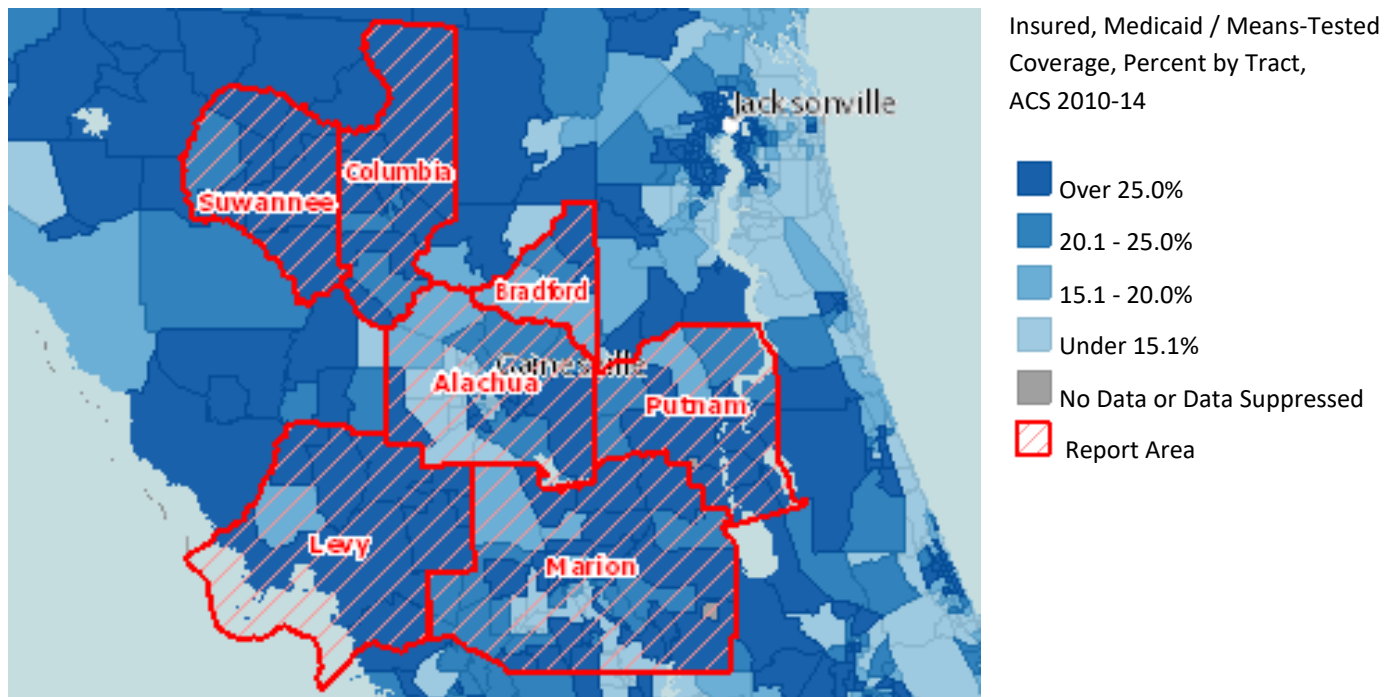 Insured, Medicaid / Means-Tested
Coverage, Percent by Tract,
ACS 2010-14
Over 25.0%
20.1 - 25.0%
15.1 - 20.0%
Under 15.1%
No Data or Data Suppressed
Report Area
Jacksonville
Columbia
Suwannee
Bradford
Gainesville
Alachua
Putnam
Levy
Marion